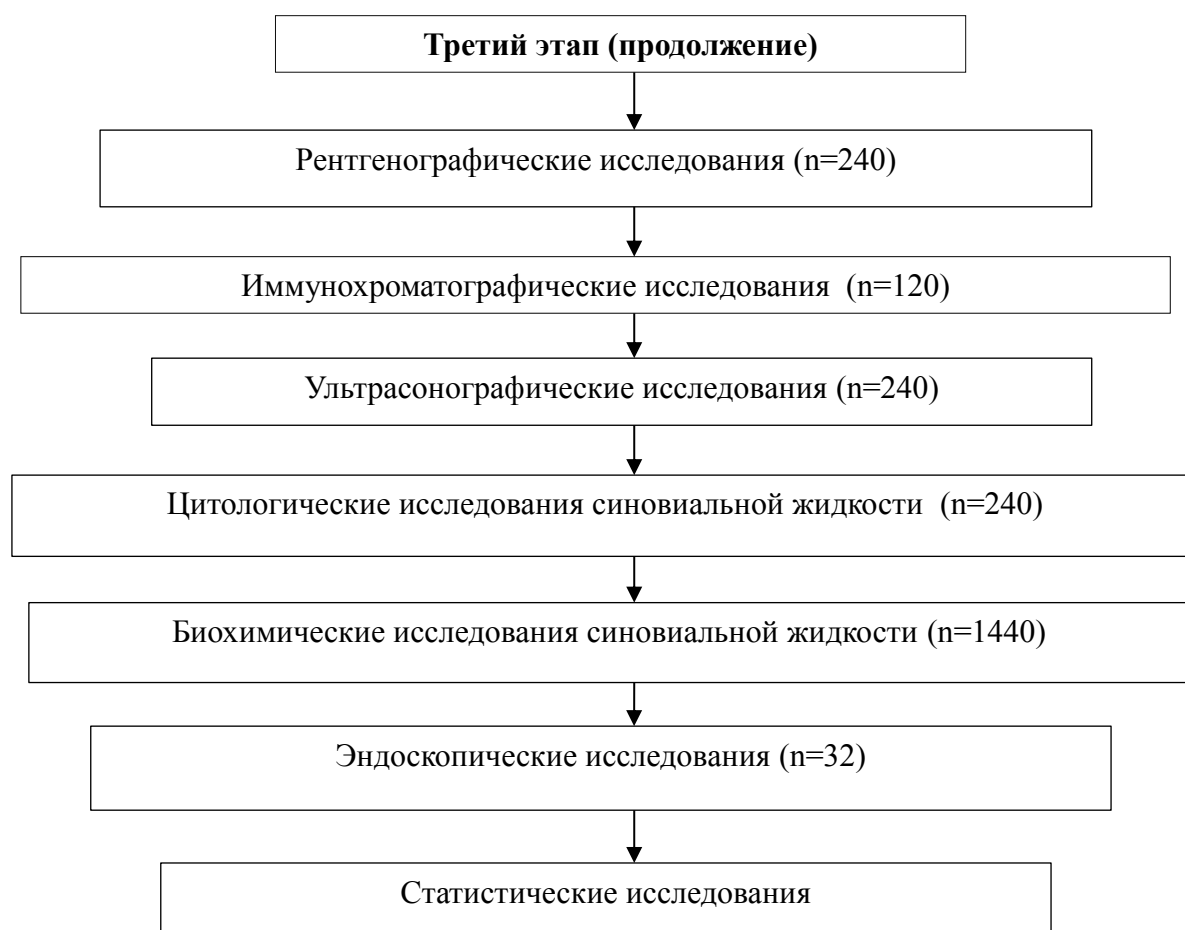 Третий этап (продолжение)
Рентгенографические исследования (n=240)
Иммунохроматографические исследования (n=120)
Ультрасонографические исследования (n=240)
Цитологические исследования синовиальной жидкости (n=240)
Биохимические исследования синовиальной жидкости (n=1440)
Эндоскопические исследования (n=32)
Статистические исследования